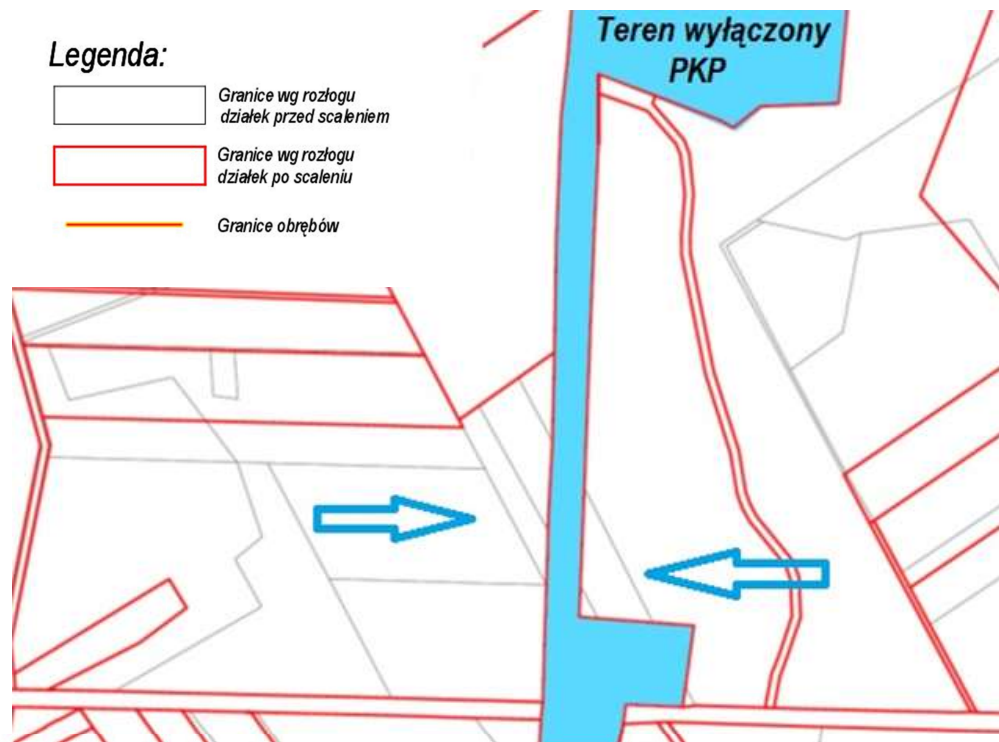 Teren wyłączony
PKP
Legenda:
Granice wg rozłogu
działek przed scaleniem
Granice wg rozłogu
działek po scaleniu
Granice obrębów